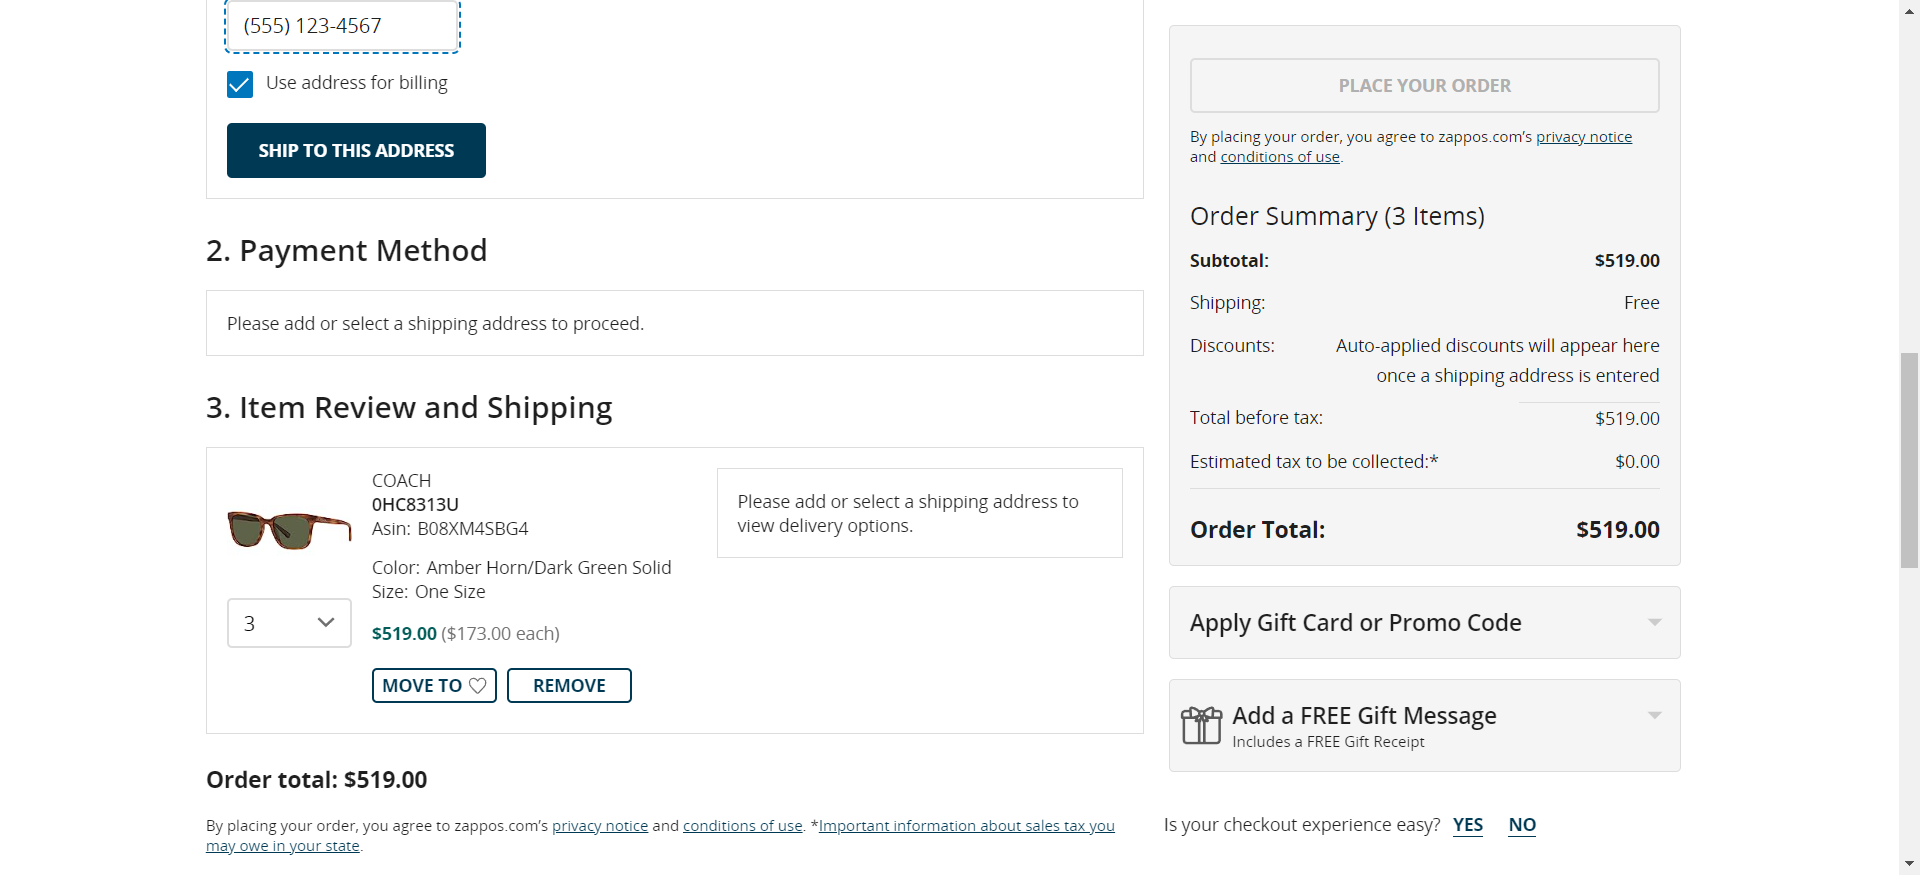 (555) 123-4567
Use address for billing
SHIP TO THIS ADDRESS
2. Payment Method
Please add or select a shipping address to proceed.
3. Item Review and Shipping
COACH
0HC8313U
Asin: B08XM4SBG4
Color: Amber Horn/Dark Green Solid
Size: One Size
3
$519.00 ($173.00 each)
MOVE TO
REMOVE
Please add or select a shipping address to
view delivery options.
Order total: $519.00
By placing your order, you agree to zappos.com’s privacy notice and conditions of use. *Important information about sales tax you
may owe in your state.
PLACE YOUR ORDER
By placing your order, you agree to zappos.com’s privacy notice
and conditions of use.
Order Summary (3 Items)
Subtotal: $519.00
Shipping: Free
Discounts: Auto-applied discounts will appear here
once a shipping address is entered
Total before tax: $519.00
Estimated tax to be collected:* $0.00
Order Total: $519.00
Apply Gift Card or Promo Code
Add a FREE Gift Message
Includes a FREE Gift Receipt
Is your checkout experience easy? YES NO